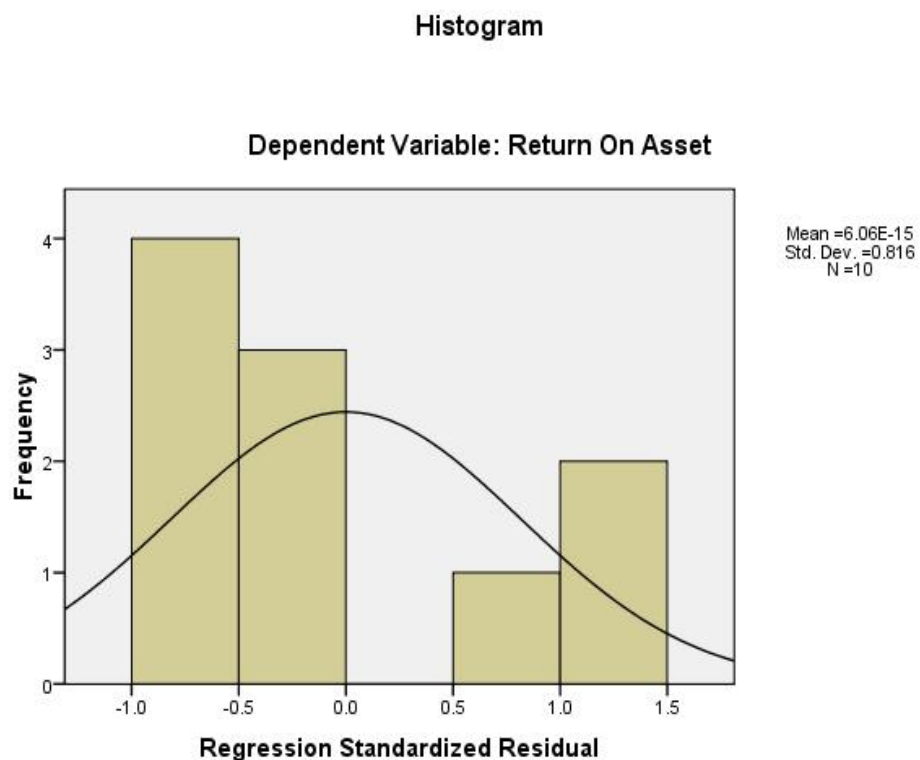 Histogram
Dependent Variable: Return On Asset
Mean =6.06E-15
Std. Dev. =0.816
N =10
Frequency
4
3
2
1
0
-1.0 -0.5 0.0 0.5 1.0 1.5
Regression Standardized Residual